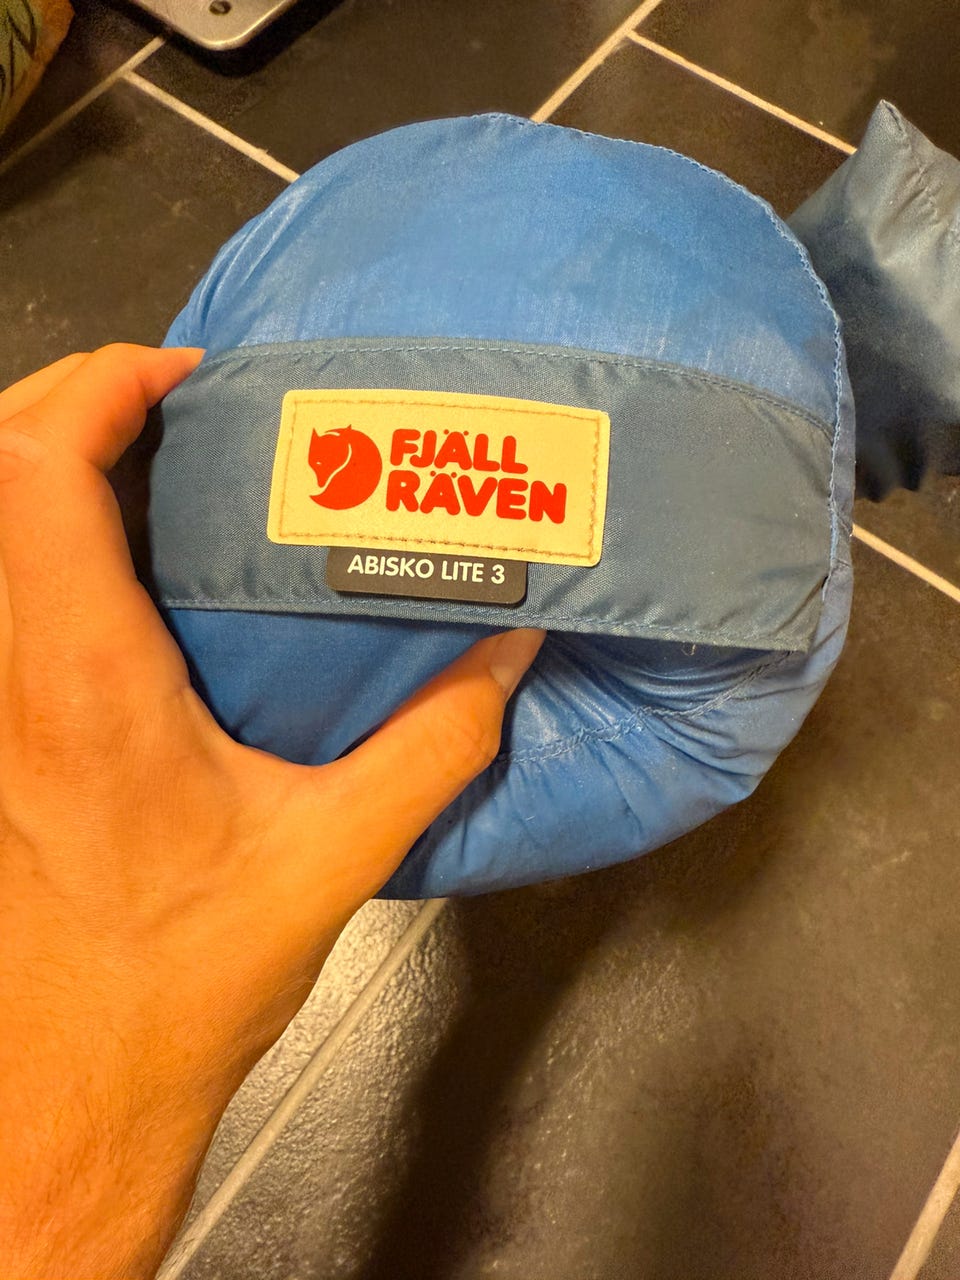 FJÄLL
RÄVEN
ABISKO LITE 3